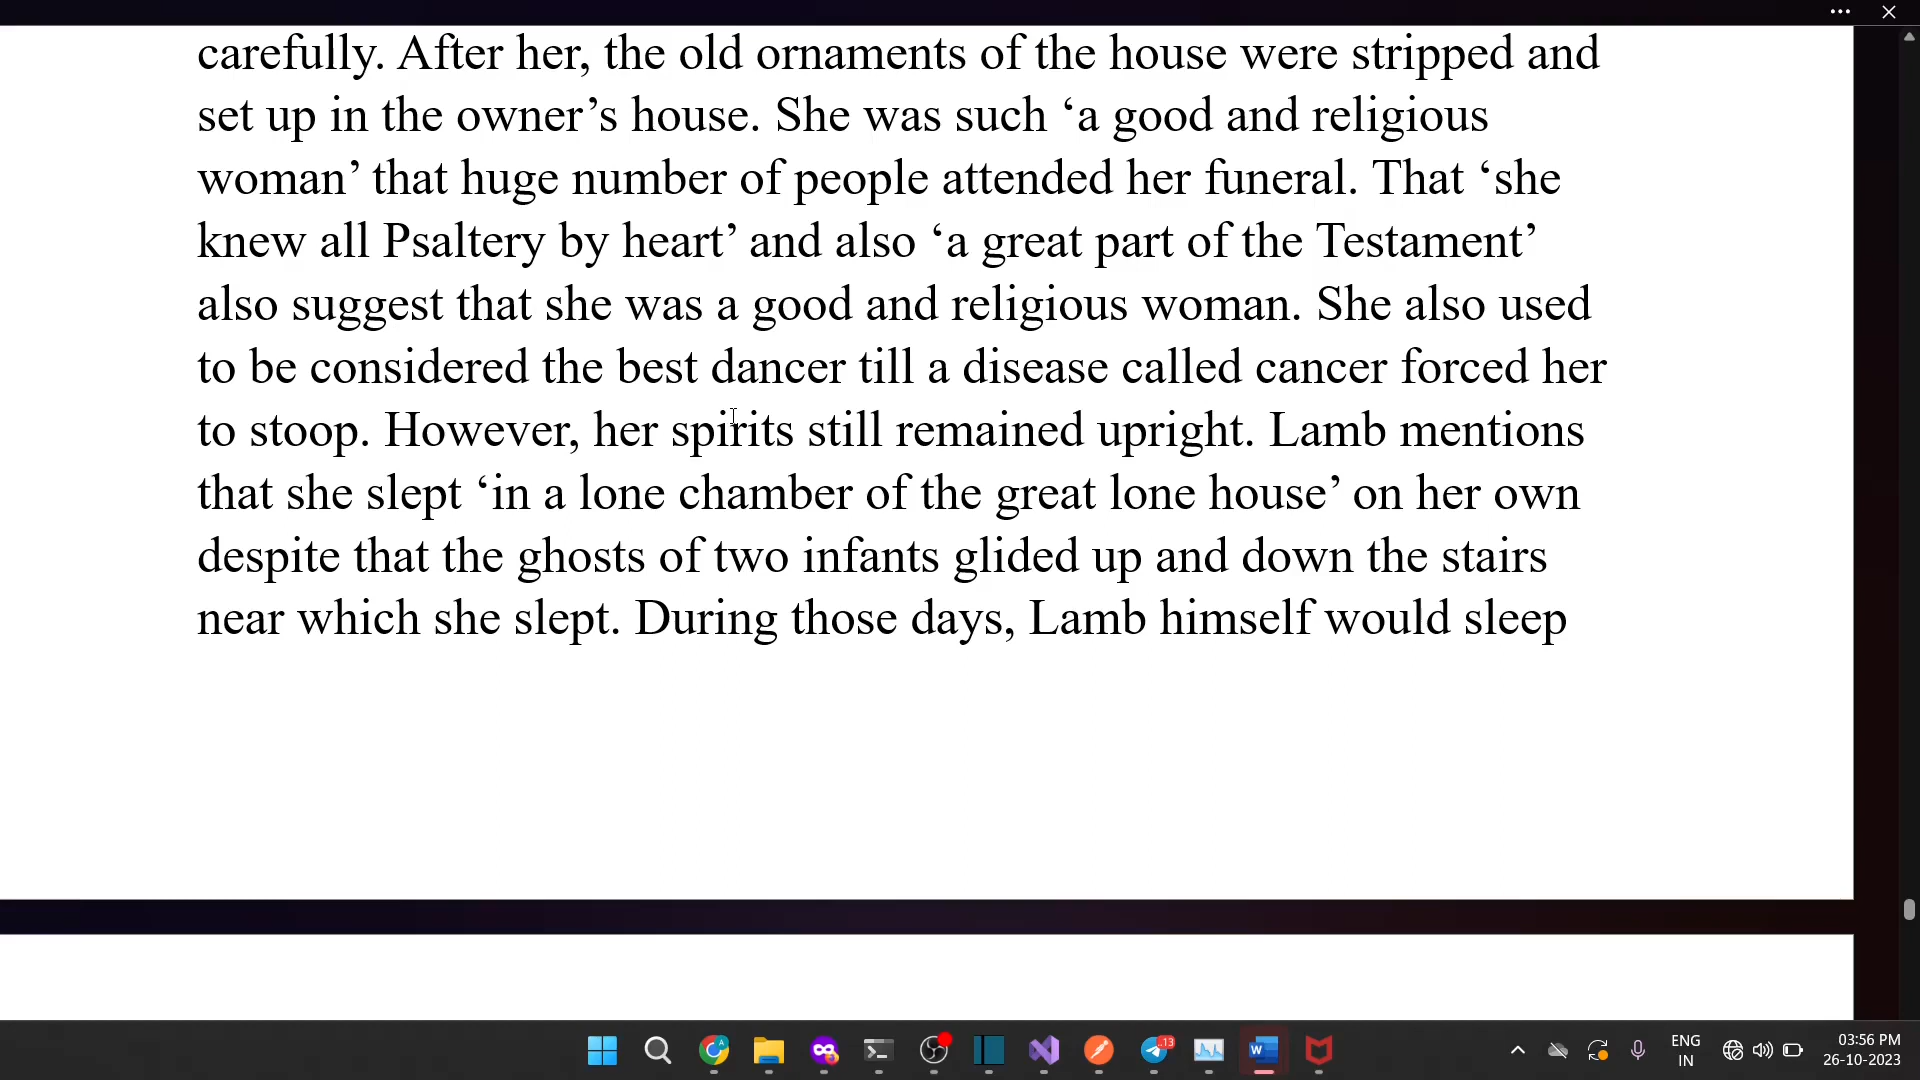 carefully. After her, the old ornaments of the house were stripped and
set up in the owner’s house. She was such ‘a good and religious
woman’ that huge number of people attended her funeral. That ‘she
knew all Psaltery by heart’ and also ‘a great part of the Testament’
also suggest that she was a good and religious woman. She also used
to be considered the best dancer till a disease called cancer forced her
to stoop. However, her spirits still remained upright. Lamb mentions
that she slept ‘in a lone chamber of the great lone house’ on her own
despite that the ghosts of two infants glided up and down the stairs
near which she slept. During those days, Lamb himself would sleep
A
13
W
ENG
IN
03:56 PM
26-10-2023